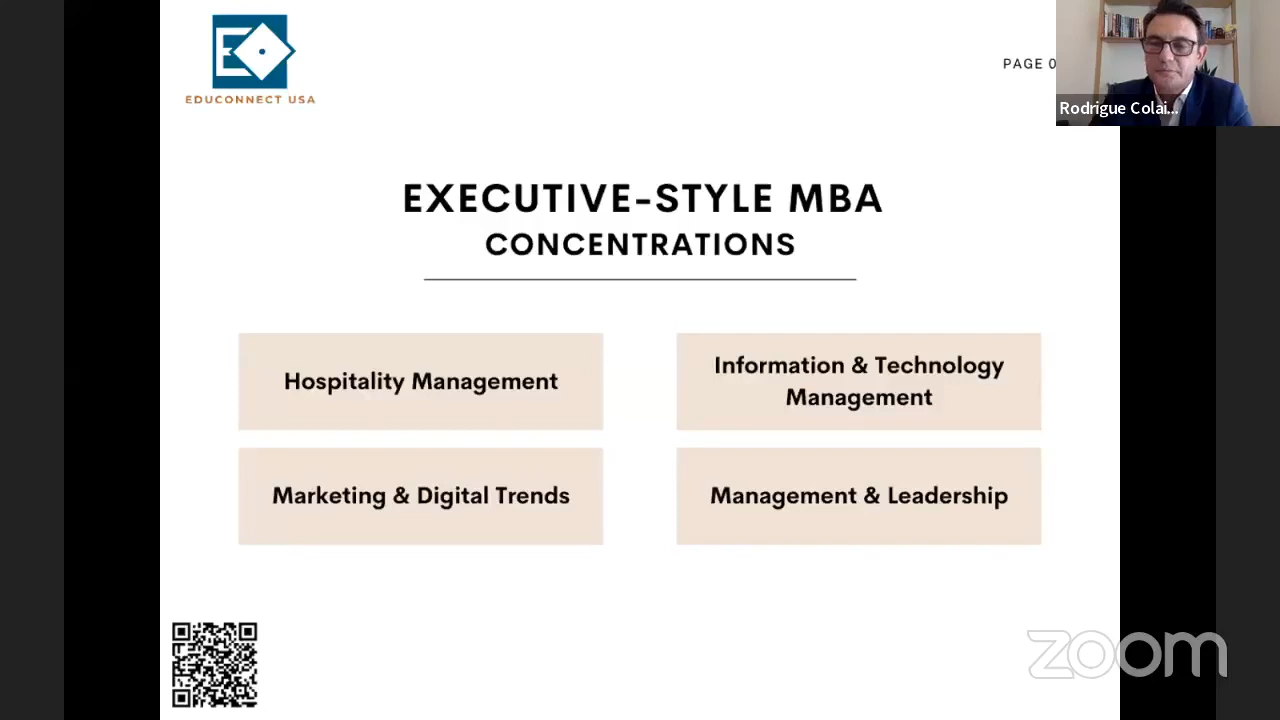 EDUCONNECT USA
PAGE 0
Rodrigue Colai...
EXECUTIVE-STYLE MBA
CONCENTRATIONS
Hospitality Management
Information & Technology
Management
Marketing & Digital Trends
Management & Leadership
zoom